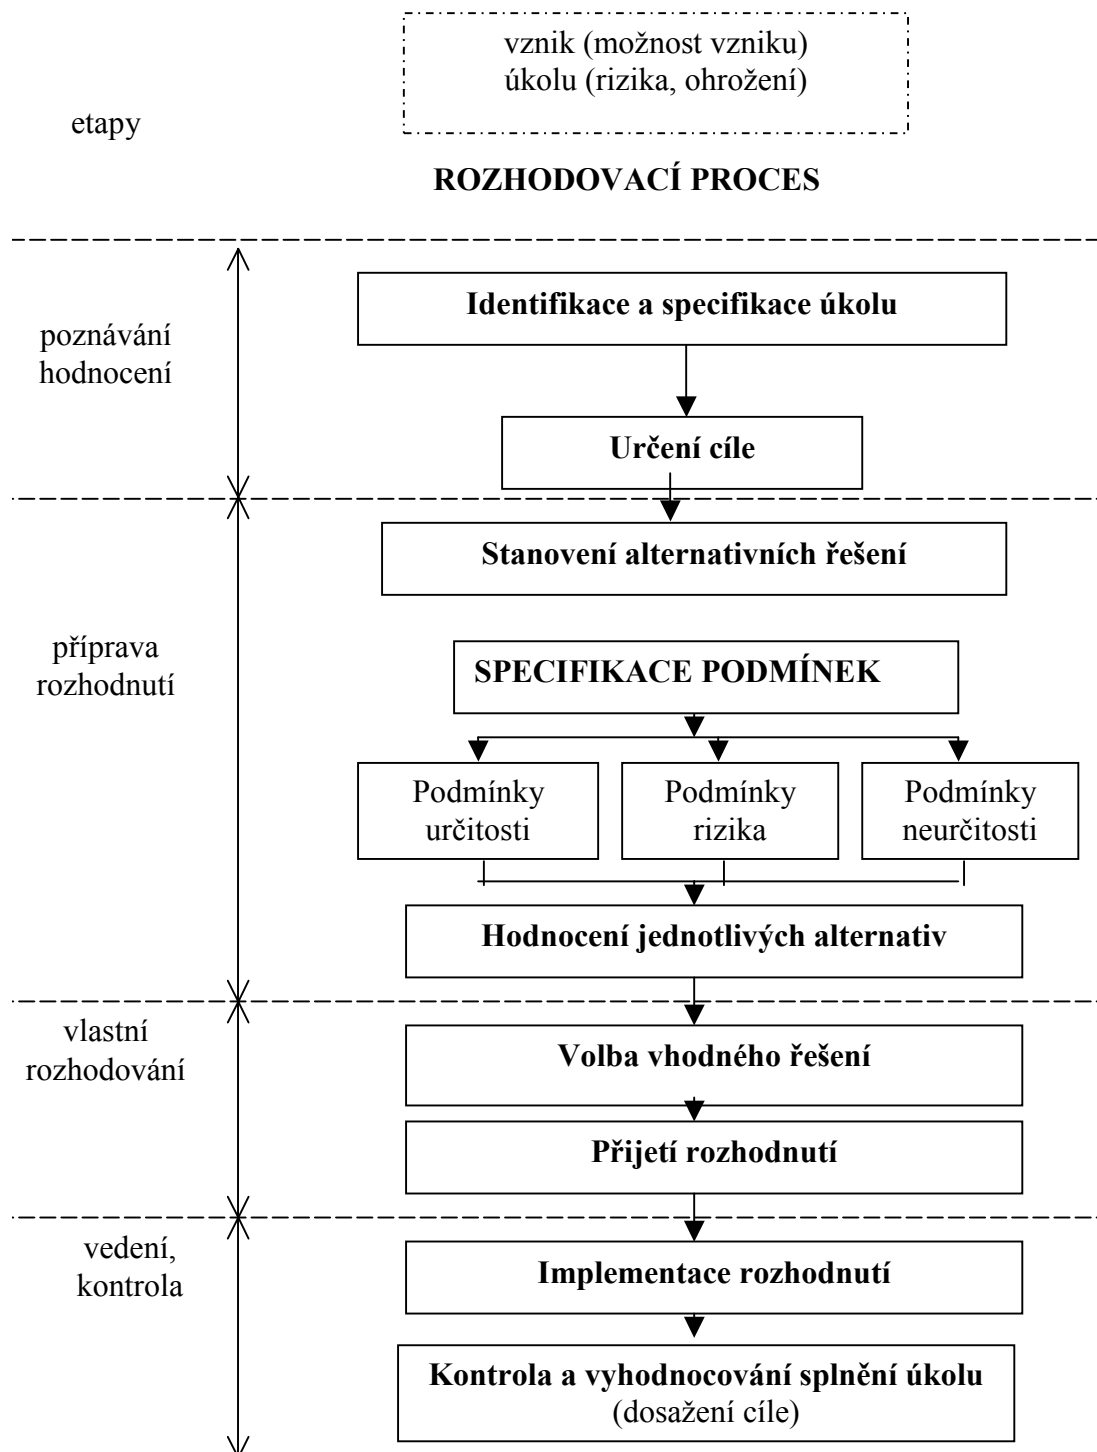 vznik (možnost vzniku)
úkolu (rizika, ohrožení)
etapy
ROZHODOVACÍ PROCES
Identifikace a specifikace úkolu
poznávání
hodnocení
Určení cíle
Stanovení alternativních řešení
příprava
rozhodnutí
SPECIFIKACE PODMÍNEK
Podmínky
určitosti
Podmínky
rizika
Podmínky
neurčitosti
Hodnocení jednotlivých alternativ
vlastní
rozhodování
Volba vhodného řešení
Přijetí rozhodnutí
vedení,
kontrola
Implementace rozhodnutí
Kontrola a vyhodnocování splnění úkolu
(dosažení cíle)